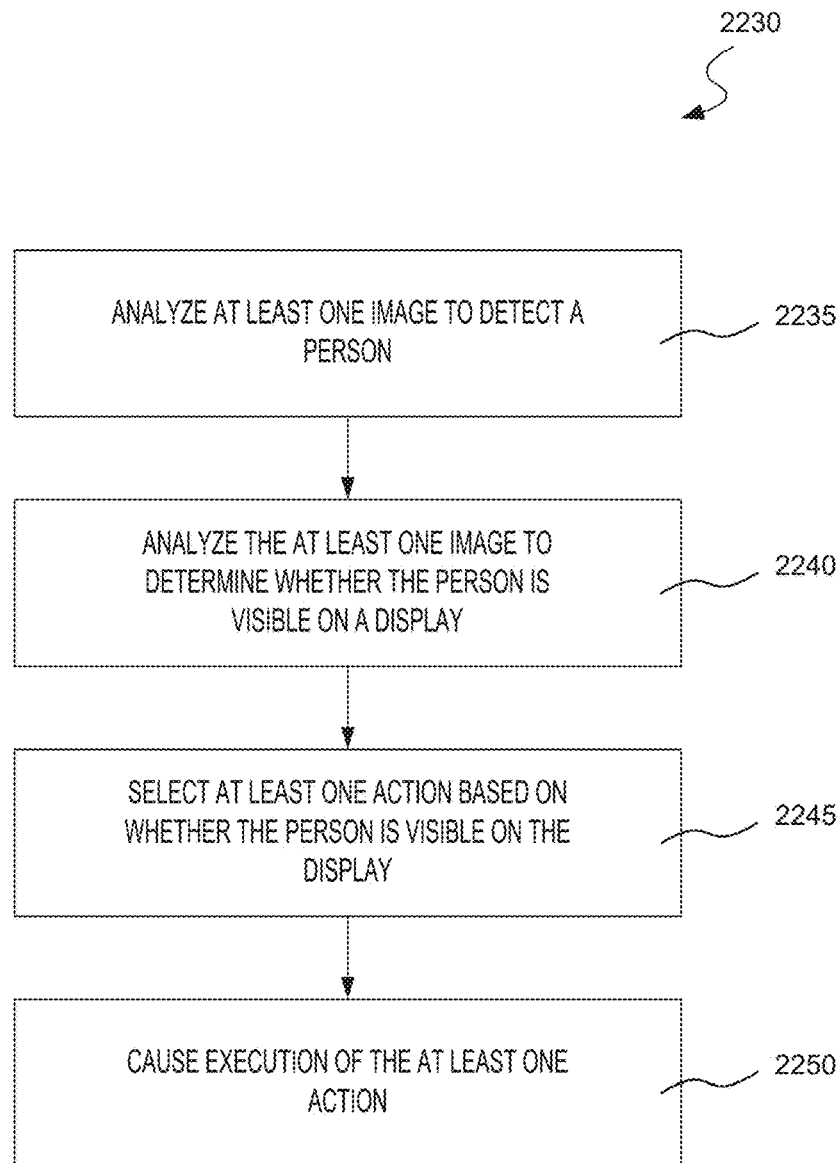 2230
ANALYZE AT LEAST ONE IMAGE TO DETECT A
PERSON
2235
ANALYZE THE AT LEAST ONE IMAGE TO
DETERMINE WHETHER THE PERSON IS
VISIBLE ON A DISPLAY
2240
SELECT AT LEAST ONE ACTION BASED ON
WHETHER THE PERSON IS VISIBLE ON THE
DISPLAY
2245
CAUSE EXECUTION OF THE AT LEAST ONE
ACTION
2250